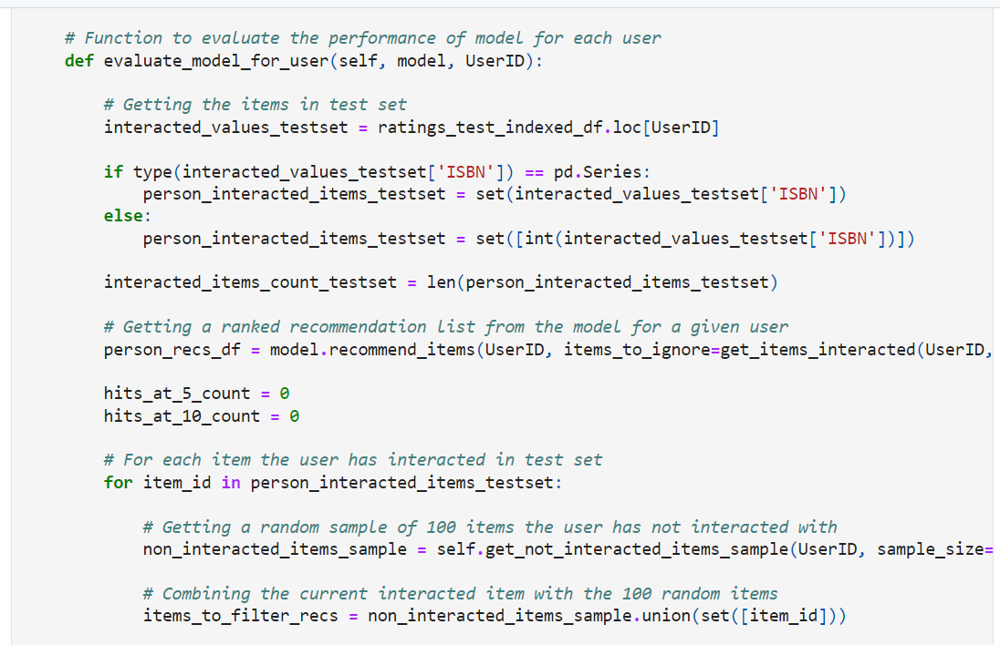 # Function to evaluate the performance of model for each user
def evaluate_model_for_user(self, model, UserID):
# Getting the items in test set
interacted_values_testset = ratings_test_indexed_df.loc[UserID]
if type(interacted_values_testset['ISBN']) == pd.Series:
person_interacted_items_testset = set(interacted_values_testset['ISBN'])
else:
person_interacted_items_testset = set([int(interacted_values_testset['ISBN'])])
interacted_items_count_testset = len(person_interacted_items_testset)
# Getting a ranked recommendation list from the model for a given user
person_recs_df = model.recommend_items(UserID, items_to_ignore=get_items_interacted(UserID,
hits_at_5_count = 0
hits_at_10_count = 0
# For each item the user has interacted in test set
for item_id in person_interacted_items_testset:
# Getting a random sample of 100 items the user has not interacted with
non_interacted_items_sample = self.get_not_interacted_items_sample(UserID, sample_size=
# Combining the current interacted item with the 100 random items
items_to_filter_recs = non_interacted_items_sample.union(set([item_id]))